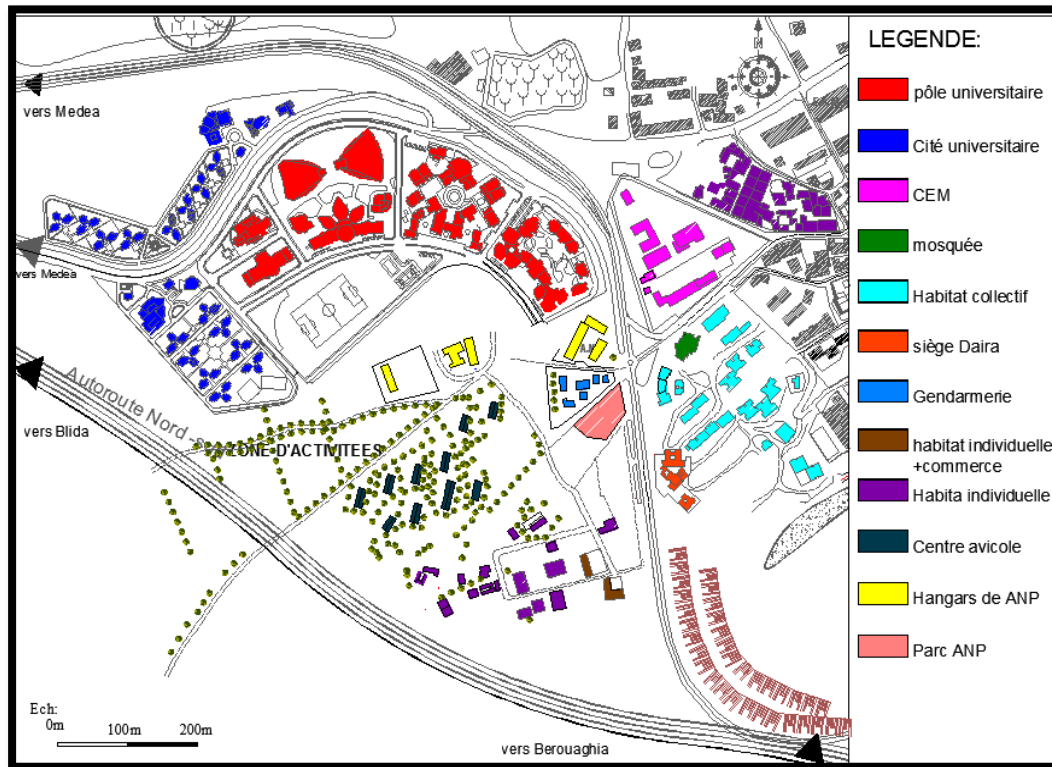 LEGENDE:
N
pôle universitaire
vers Medea
Cité universitaire
CEM
mosquée
vers Medea
Habitat collectif
siège Daira
Gendarmerie
Autoroute Nord-s
vers Blida
ZONE D'ACTIVITEES
habitat individuelle
+commerce
Habita individuelle
Centre avicole
Hangars de ANP
Parc ANP
Ech:
0m 100m 200m
vers Berouaghia